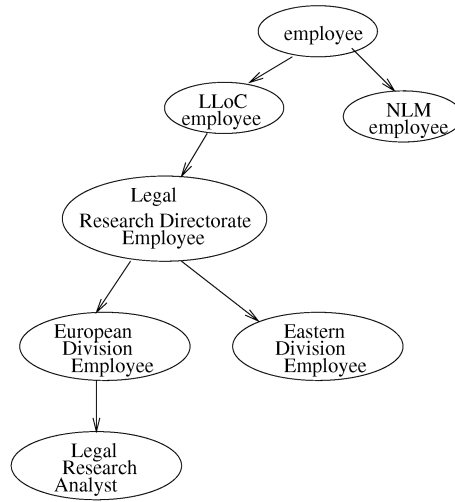 employee
LLoC
employee
NLM
employee
Legal
Research Directorate
Employee
European
Division
Employee
Eastern
Division
Employee
Legal
Research
Analyst